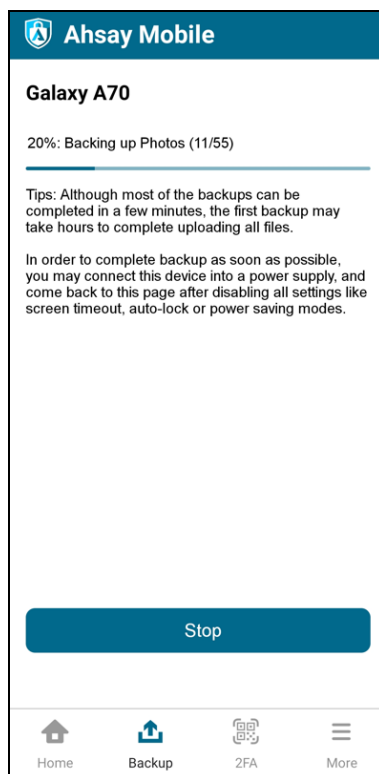 Ahsay Mobile
Galaxy A70
20%: Backing up Photos (11/55)
Tips: Although most of the backups can be
completed in a few minutes, the first backup may
take hours to complete uploading all files.
In order to complete backup as soon as possible,
you may connect this device into a power supply, and
come back to this page after disabling all settings like
screen timeout, auto-lock or power saving modes.
Stop
Home Backup 2FA More